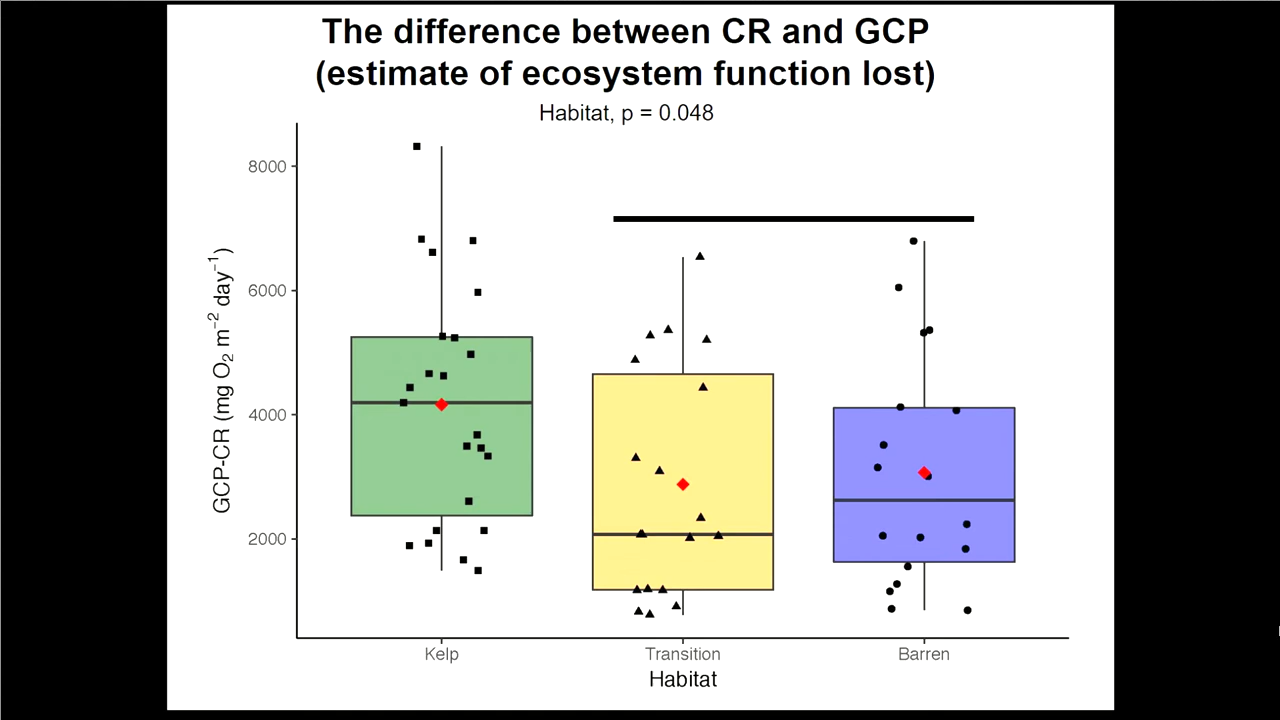 The difference between CR and GCP
(estimate of ecosystem function lost)
Habitat, p = 0.048
8000
6000
4000
2000
GCP-CR (mg O₂ m⁻² day⁻¹)
Kelp Transition Barren
Habitat